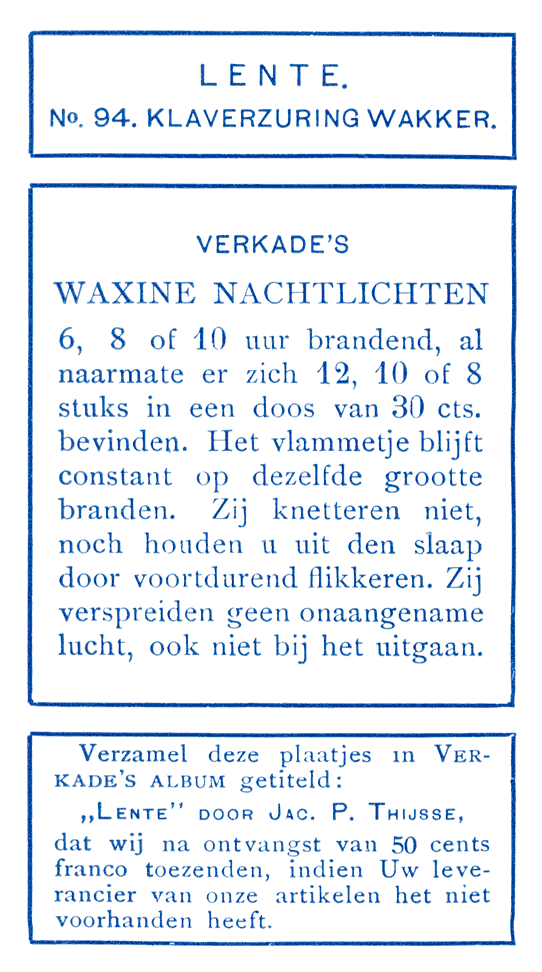 LENTE.
No. 94. KLAVERZURING WAKKER.
VERKADE'S
WAXINE NACHTLICHTEN
6, 8 of 10 uur brandend, al
naarmate er zich 12, 10 of 8
stuks in een doos van 30 cts.
bevinden. Het vlammetje blijft
constant op dezelfde grootte
branden. Zij knetteren niet,
noch houden u uit den slaap
door voortdurend flikkeren. Zij
verspreiden geen onaangename
lucht, ook niet bij het uitgaan.
Verzamel deze plaatjes in VER-
KADE'S ALBUM getiteld:
„LENTE" DOOR JAC. P. THIJSSE,
dat wij na ontvangst van 50 cents
franco toezenden, indien Uw leve-
rancier van onze artikelen het niet
voorhanden heeft.